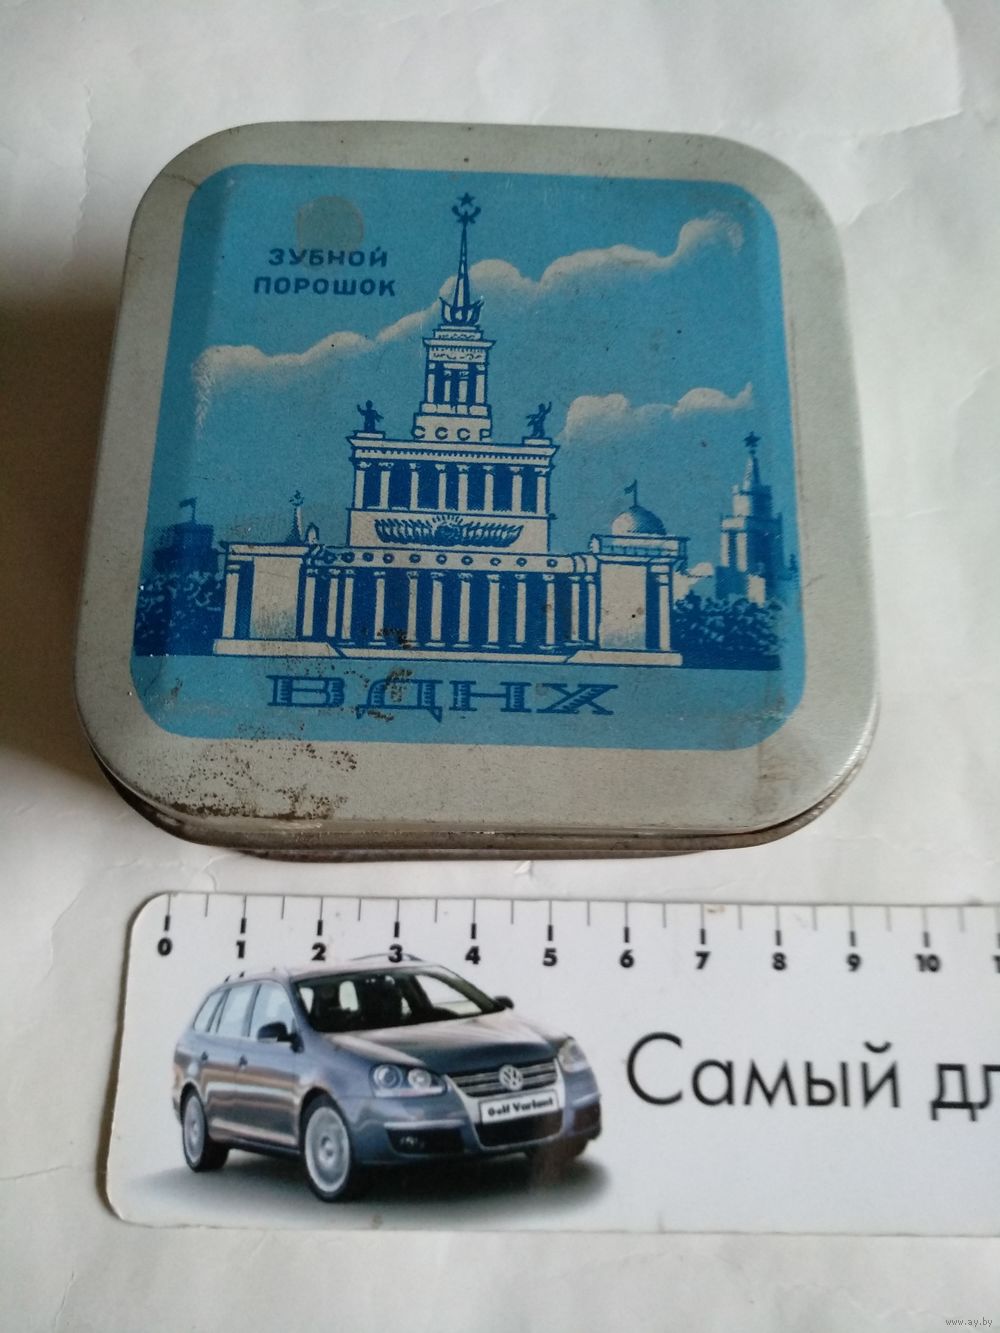 ЗУБНОЙ
ПОРОШОК
СССР
ВДНХ
0 1 2 3 4 5 6 7 8 9 10
Golf Variant
Самый
www.ay.by